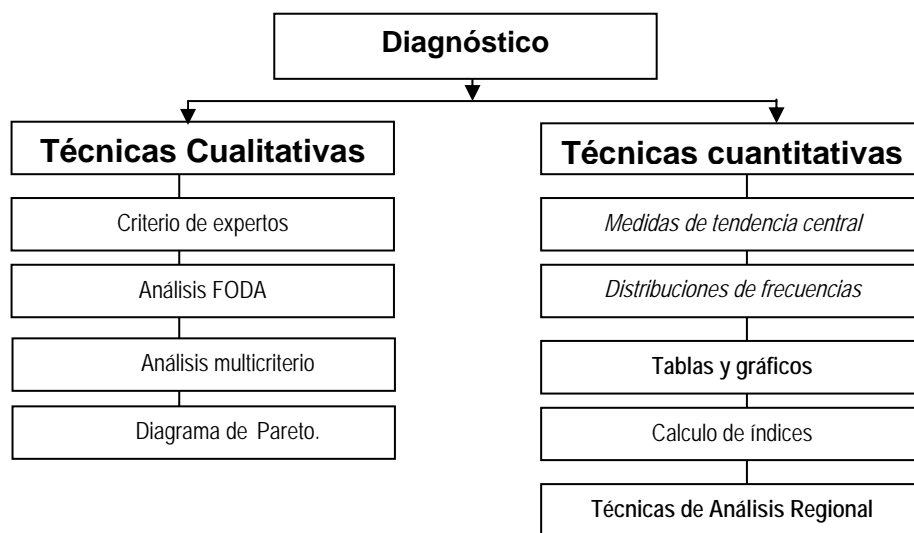 Diagnóstico
Técnicas Cualitativas
Criterio de expertos
Análisis FODA
Análisis multicriterio
Diagrama de Pareto.
Técnicas cuantitativas
Medidas de tendencia central
Distribuciones de frecuencias
Tablas y gráficos
Calculo de índices
Técnicas de Análisis Regional